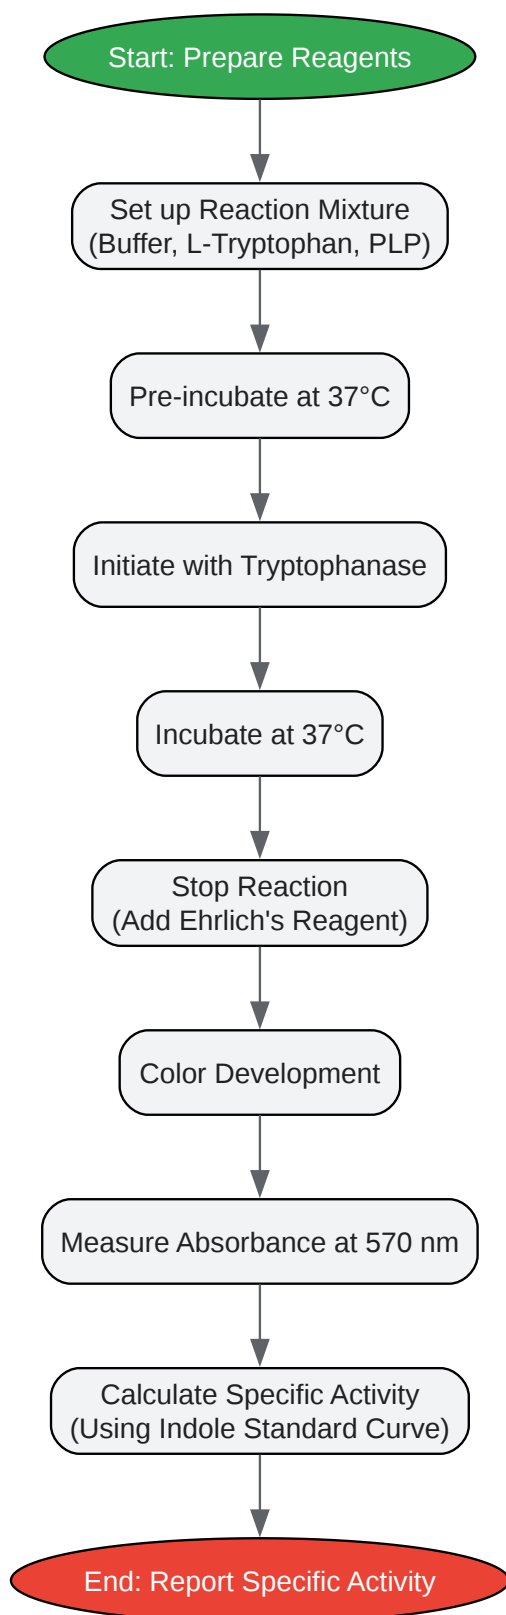 Start: Prepare Reagents
Set up Reaction Mixture
(Buffer, L-Tryptophan, PLP)
Pre-incubate at 37°C
Initiate with Tryptophanase
Incubate at 37°C
Stop Reaction
(Add Ehrlich's Reagent)
Color Development
Measure Absorbance at 570 nm
Calculate Specific Activity
(Using Indole Standard Curve)
End: Report Specific Activity